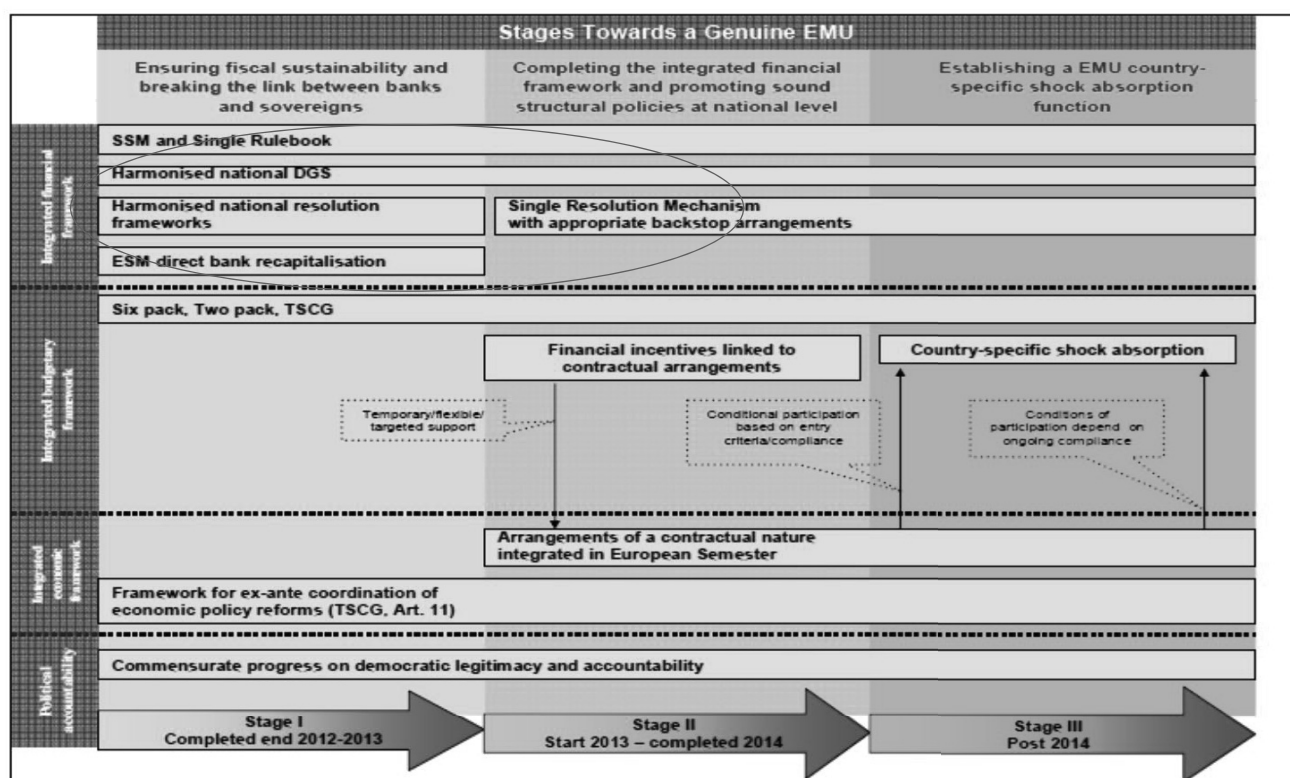 Stages Towards a Genuine EMU
Ensuring fiscal sustainability and
breaking the link between banks
and sovereigns
Completing the integrated financial
framework and promoting sound
structural policies at national level
Establishing a EMU country-
specific shock absorption
function
Integrated financial
framework
SSM and Single Rulebook
Harmonised national DGS
Harmonised national resolution
frameworks
Single Resolution Mechanism
with appropriate backstop arrangements
ESM direct bank recapitalisation
Integrated budgetary
framework
Six pack, Two pack, TSCG
Financial incentives linked to
contractual arrangements
Country-specific shock absorption
Temporary/flexible/
targeted support
Conditional participation
based on entry
criteria/compliance
Conditions of
participation depend on
ongoing compliance
Integrated
economic
framework
Arrangements of a contractual nature
integrated in European Semester
Framework for ex-ante coordination of
economic policy reforms (TSCG, Art. 11)
Political
accountability
Commensurate progress on democratic legitimacy and accountability
Stage I
Completed end 2012-2013
Stage II
Start 2013 – completed 2014
Stage III
Post 2014